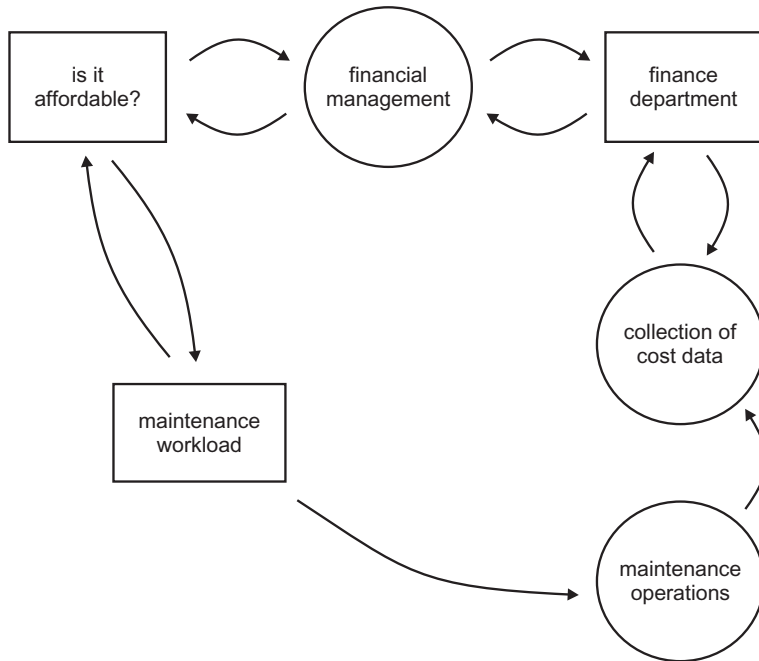 is it
affordable?
financial
management
finance
department
collection of
cost data
maintenance
workload
maintenance
operations